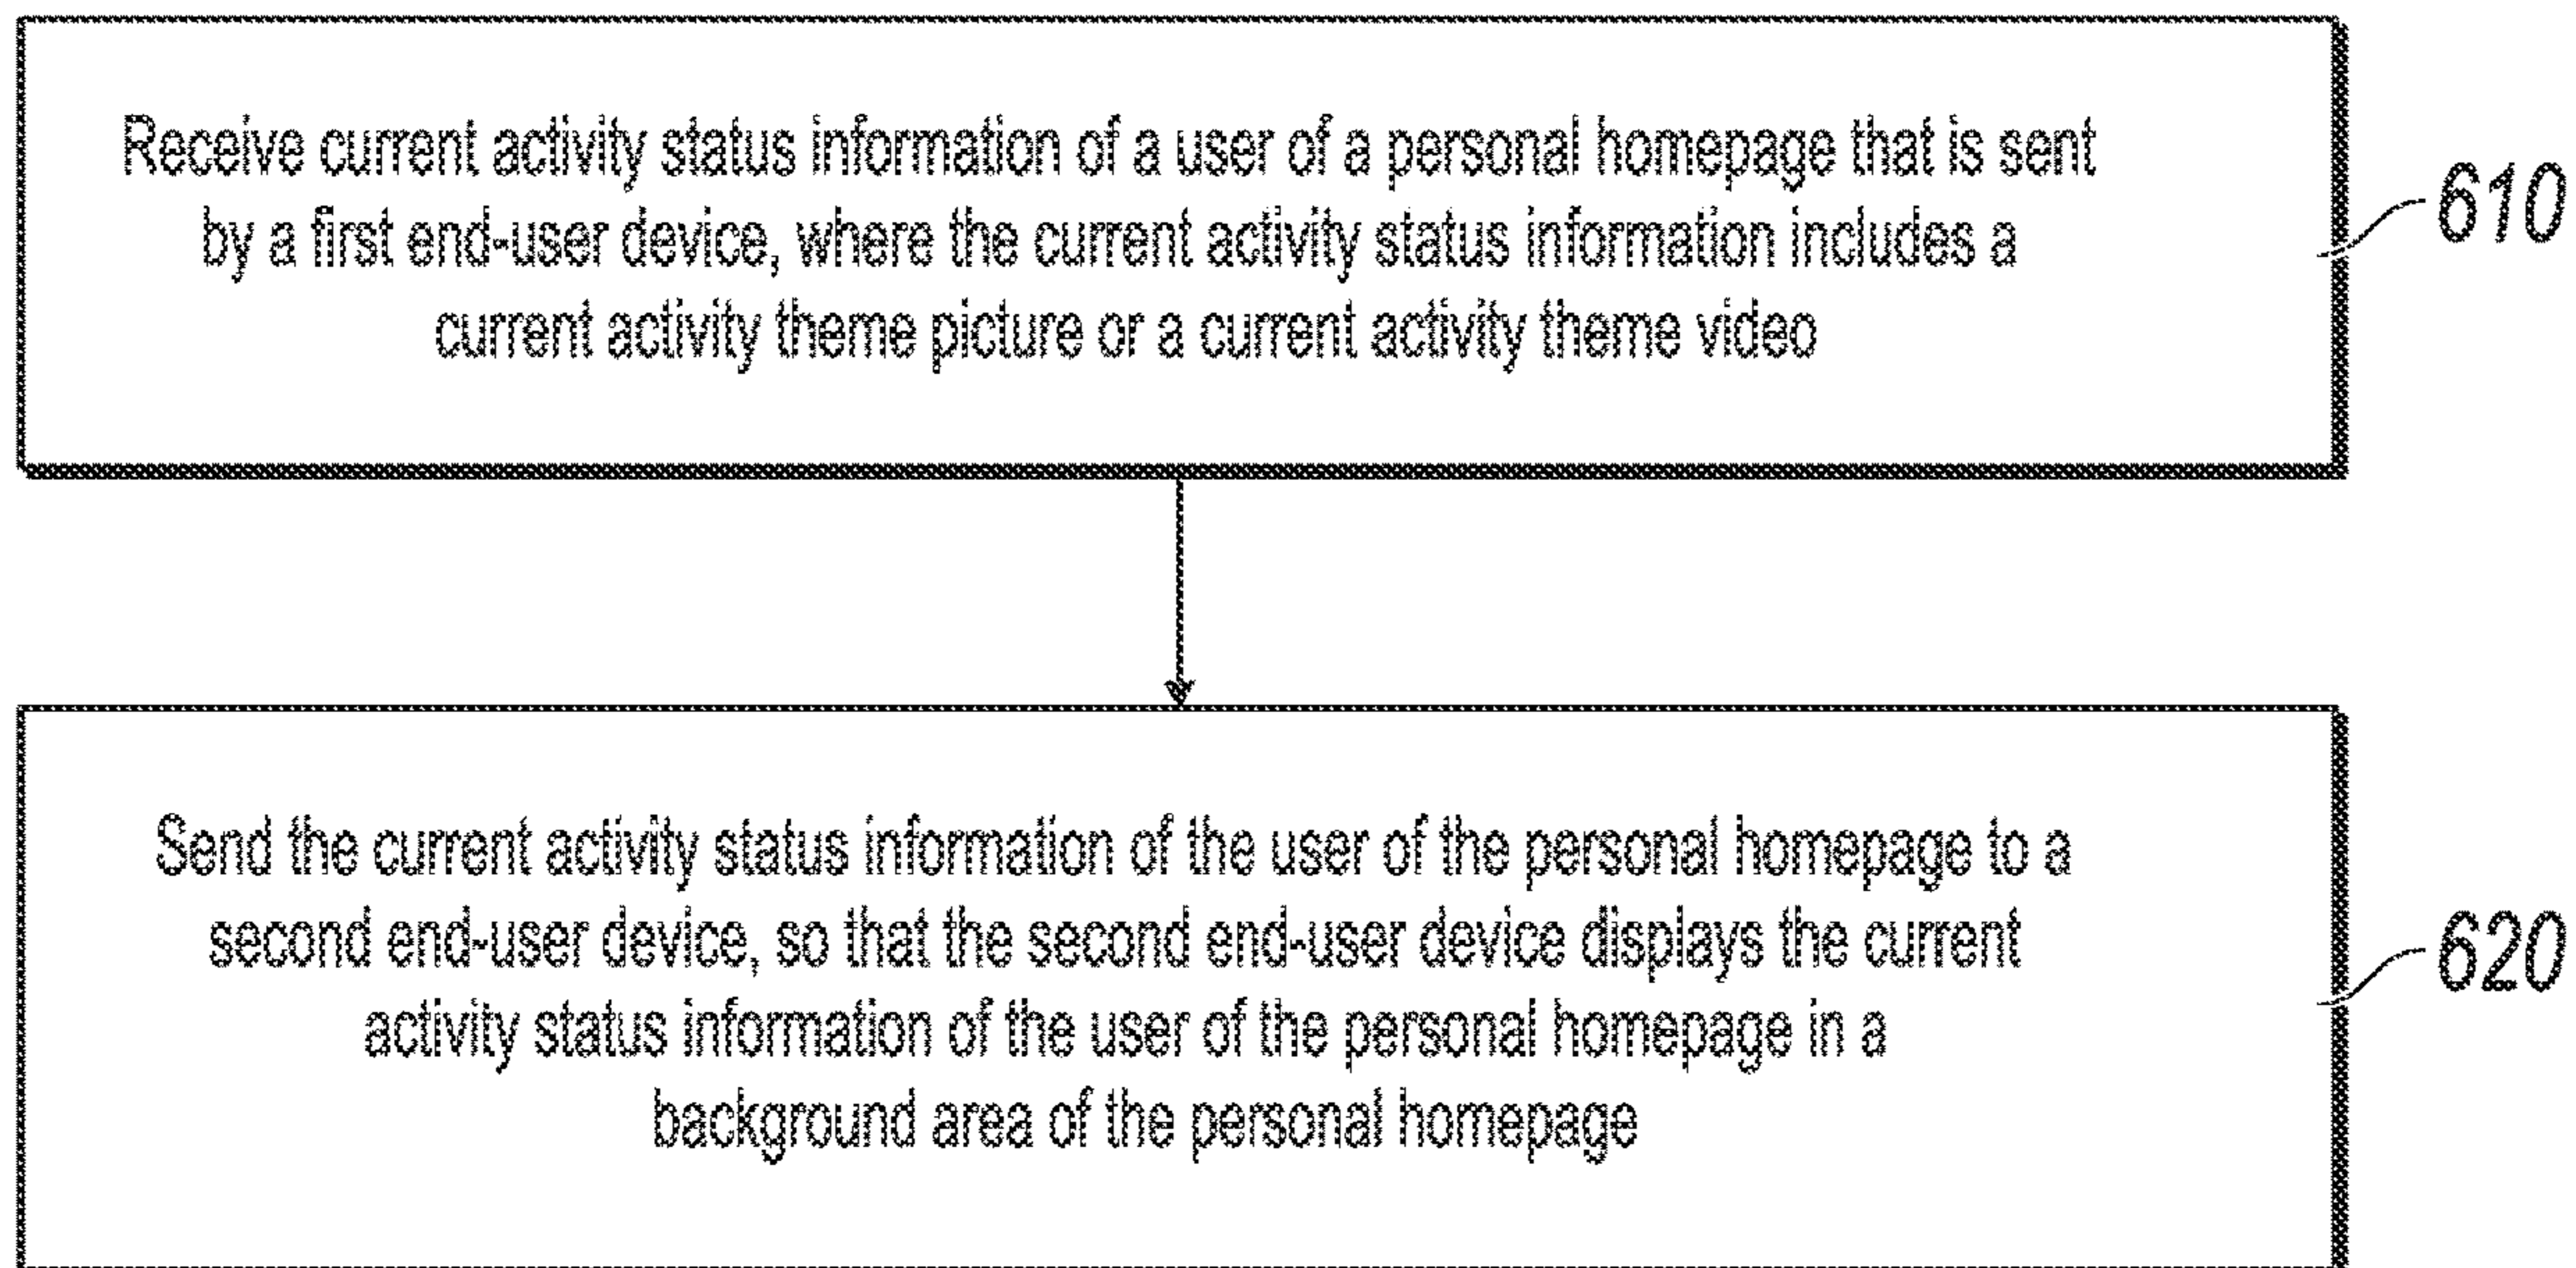 Receive current activity status information of a user of a personal homepage that is sent
by a first end-user device, where the current activity status information includes a
current activity theme picture or a current activity theme video
610
Send the current activity status information of the user of the personal homepage to a
second end-user device, so that the second end-user device displays the current
activity status information of the user of the personal homepage in a
background area of the personal homepage
620